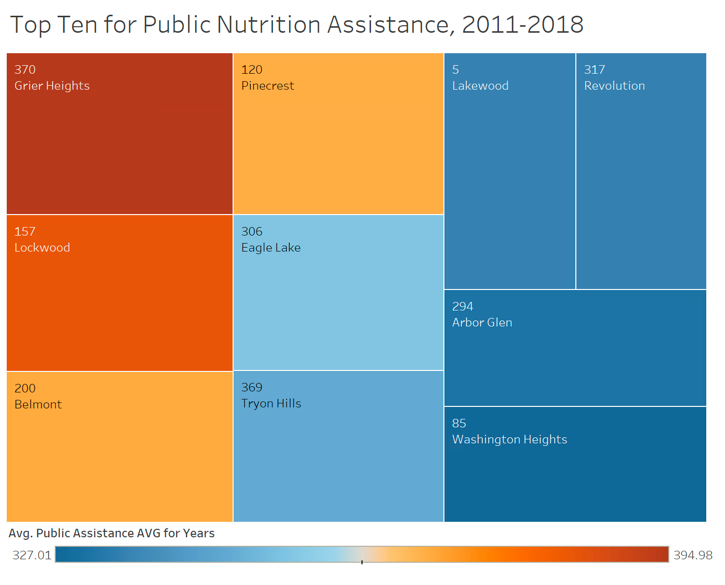 Top Ten for Public Nutrition Assistance, 2011-2018
370
Grier Heights
120
Pinecrest
5
Lakewood
317
Revolution
157
Lockwood
306
Eagle Lake
294
Arbor Glen
200
Belmont
369
Tryon Hills
85
Washington Heights
Avg. Public Assistance AVG for Years
327.01
394.98